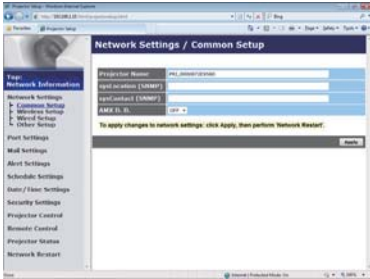 Network Settings / Common Setup
Top:
Network Information
Network Settings
Common Setup
Wireless Setup
Wired Setup
Other Setup
Port Settings
Mail Settings
Alert Settings
Schedule Settings
Date/Time Settings
Security Settings
Projector Control
Remote Control
Projector Status
Network Restart
Projector Name
sysLocation (SNMP)
sysContact (SNMP)
AMX D. D.
OFF
To apply changes to network settings: click Apply, then perform 'Network Restart'.
Apply